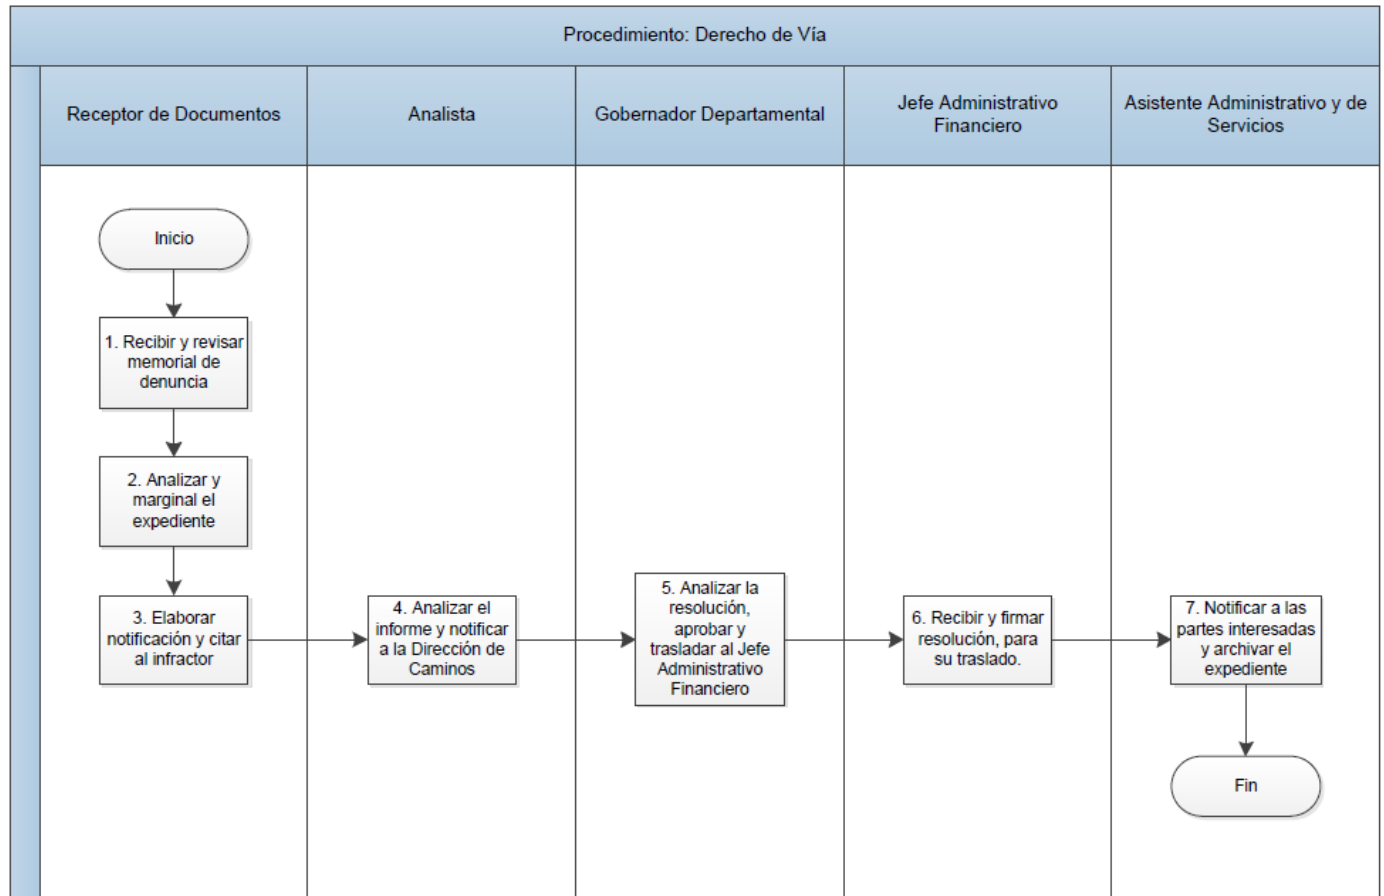 Procedimiento: Derecho de Vía
Receptor de Documentos
Analista
Gobernador Departamental
Jefe Administrativo
Financiero
Asistente Administrativo y de
Servicios
Inicio
1. Recibir y revisar
memorial de
denuncia
2. Analizar y
marginal el
expediente
3. Elaborar
notificación y citar
al infractor
4. Analizar el
informe y notificar
a la Dirección de
Caminos
5. Analizar la
resolución,
aprobar y
trasladar al Jefe
Administrativo
Financiero
6. Recibir y firmar
resolución, para
su traslado.
7. Notificar a las
partes interesadas
y archivar el
expediente
Fin